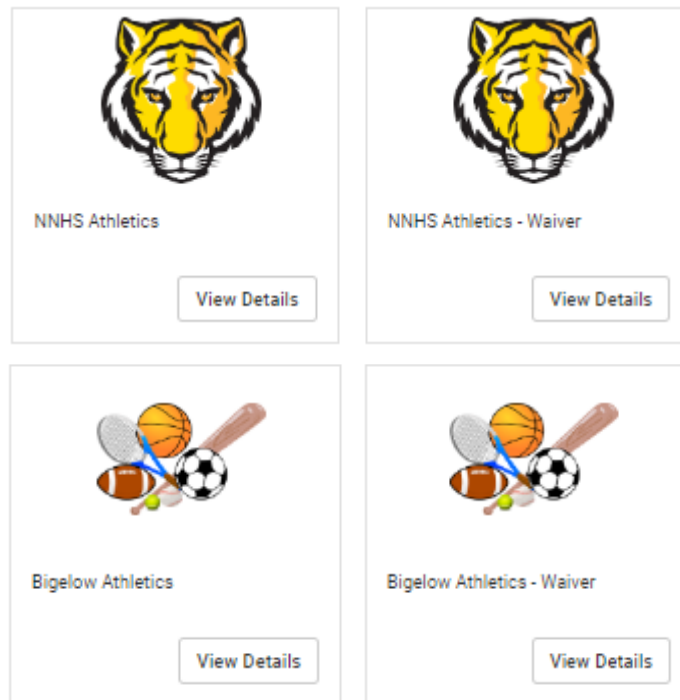 NNHS Athletics
NNHS Athletics - Waiver
View Details
View Details
Bigelow Athletics
Bigelow Athletics - Waiver
View Details
View Details